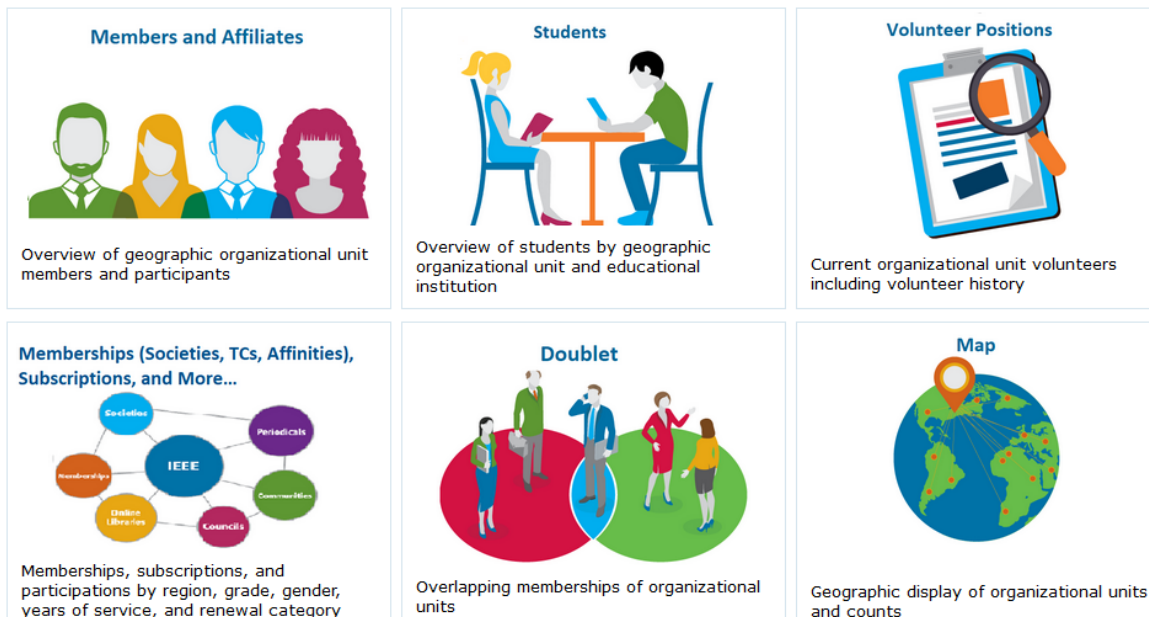 Members and Affiliates
Overview of geographic organizational unit
members and participants
Students
Overview of students by geographic
organizational unit and educational
institution
Volunteer Positions
Current organizational unit volunteers
including volunteer history
Memberships (Societies, TCs, Affinities),
Subscriptions, and More...
Societies
Periodicals
IEEE
Memberships
Communities
Online
Libraries
Councils
Memberships, subscriptions, and
participations by region, grade, gender,
years of service, and renewal category
Doublet
Overlapping memberships of organizational
units
Map
Geographic display of organizational units
and counts